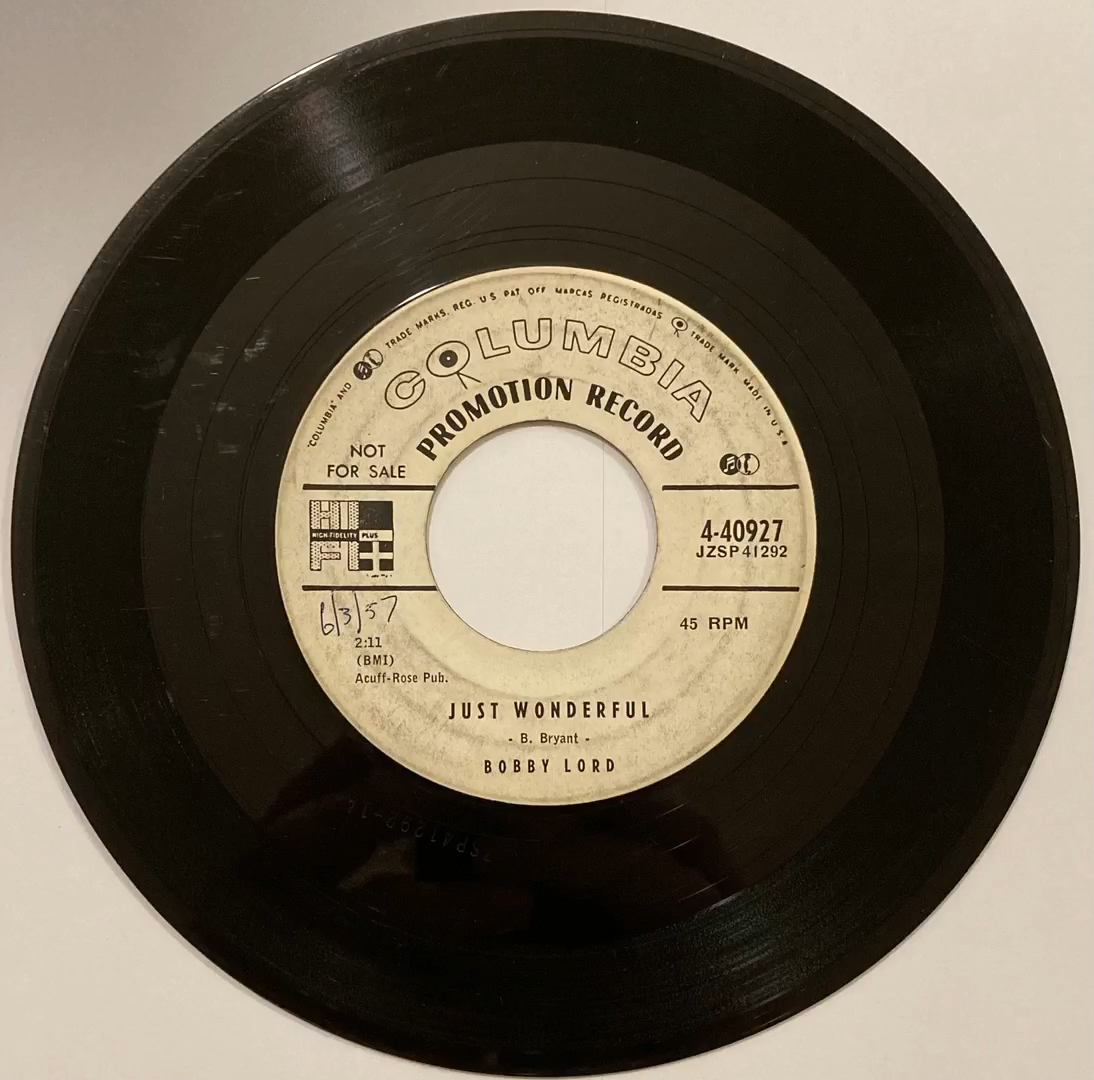 "COLUMBIA" AND TRADE MARKS. REG. U.S. PAT. OFF. MARCAS REGISTRADAS TRADE MARK MADE IN U S A
COLUMBIA
PROMOTION RECORD
NOT
FOR SALE
HI
HIGH FIDELITY PLUS
FI+
4-40927
JZSP41292
6/3/57
45 RPM
2:11
(BMI)
Acuff-Rose Pub.
JUST WONDERFUL
- B. Bryant -
BOBBY LORD